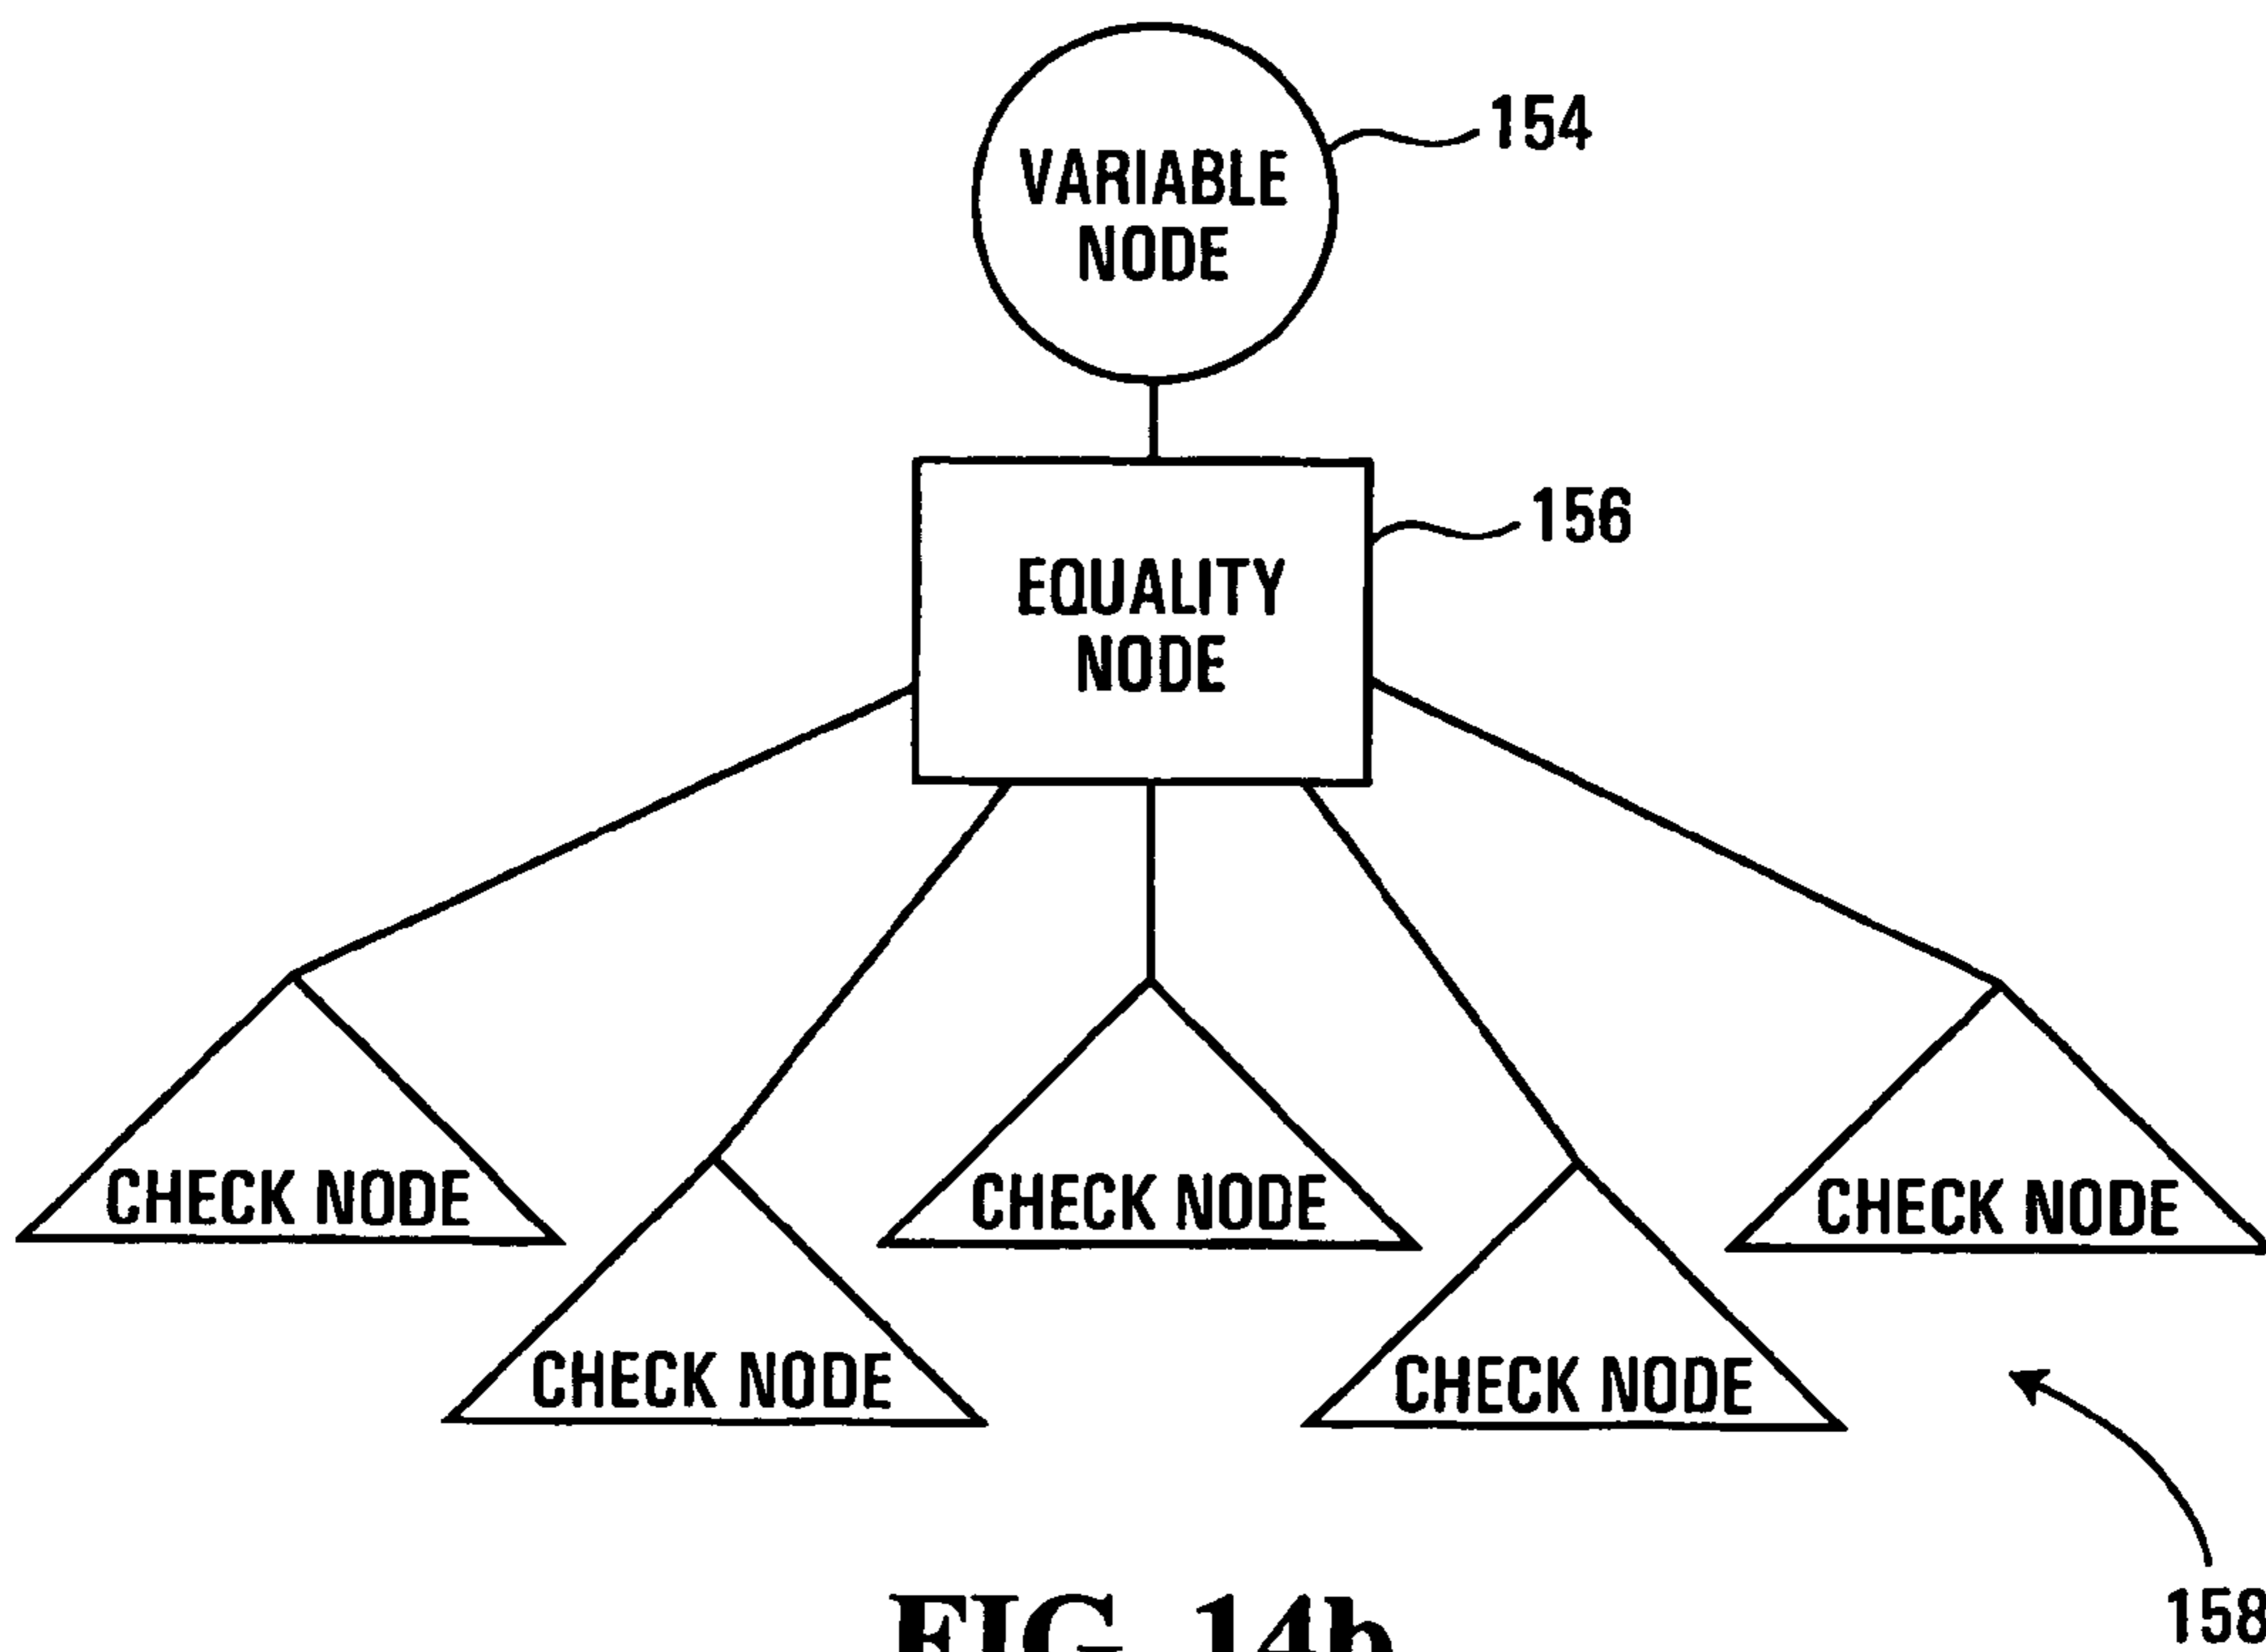 154
VARIABLE
NODE
156
EQUALITY
NODE
CHECK NODE
CHECK NODE
CHECK NODE
CHECK NODE
CHECK NODE
158
FIG. 14b